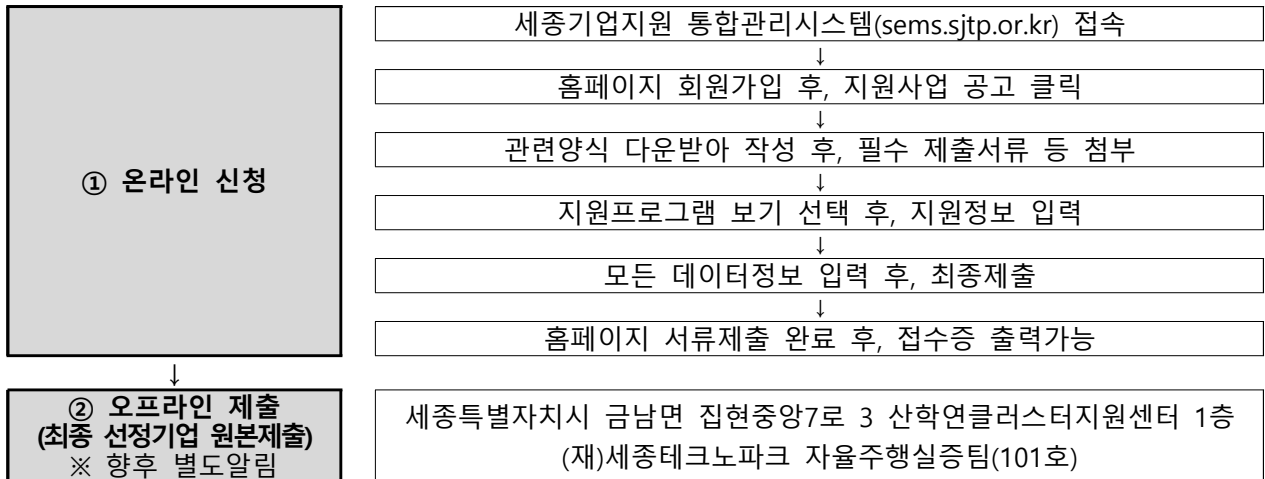 ① 온라인 신청
세종기업지원 통합관리시스템(sems.sjtp.or.kr) 접속
↓
홈페이지 회원가입 후, 지원사업 공고 클릭
↓
관련양식 다운받아 작성 후, 필수 제출서류 등 첨부
↓
지원프로그램 보기 선택 후, 지원정보 입력
↓
모든 데이터정보 입력 후, 최종제출
↓
홈페이지 서류제출 완료 후, 접수증 출력가능
↓
② 오프라인 제출
(최종 선정기업 원본제출)
※ 향후 별도알림
세종특별자치시 금남면 집현중앙7로 3 산학연클러스터지원센터 1층
(재)세종테크노파크 자율주행실증팀(101호)